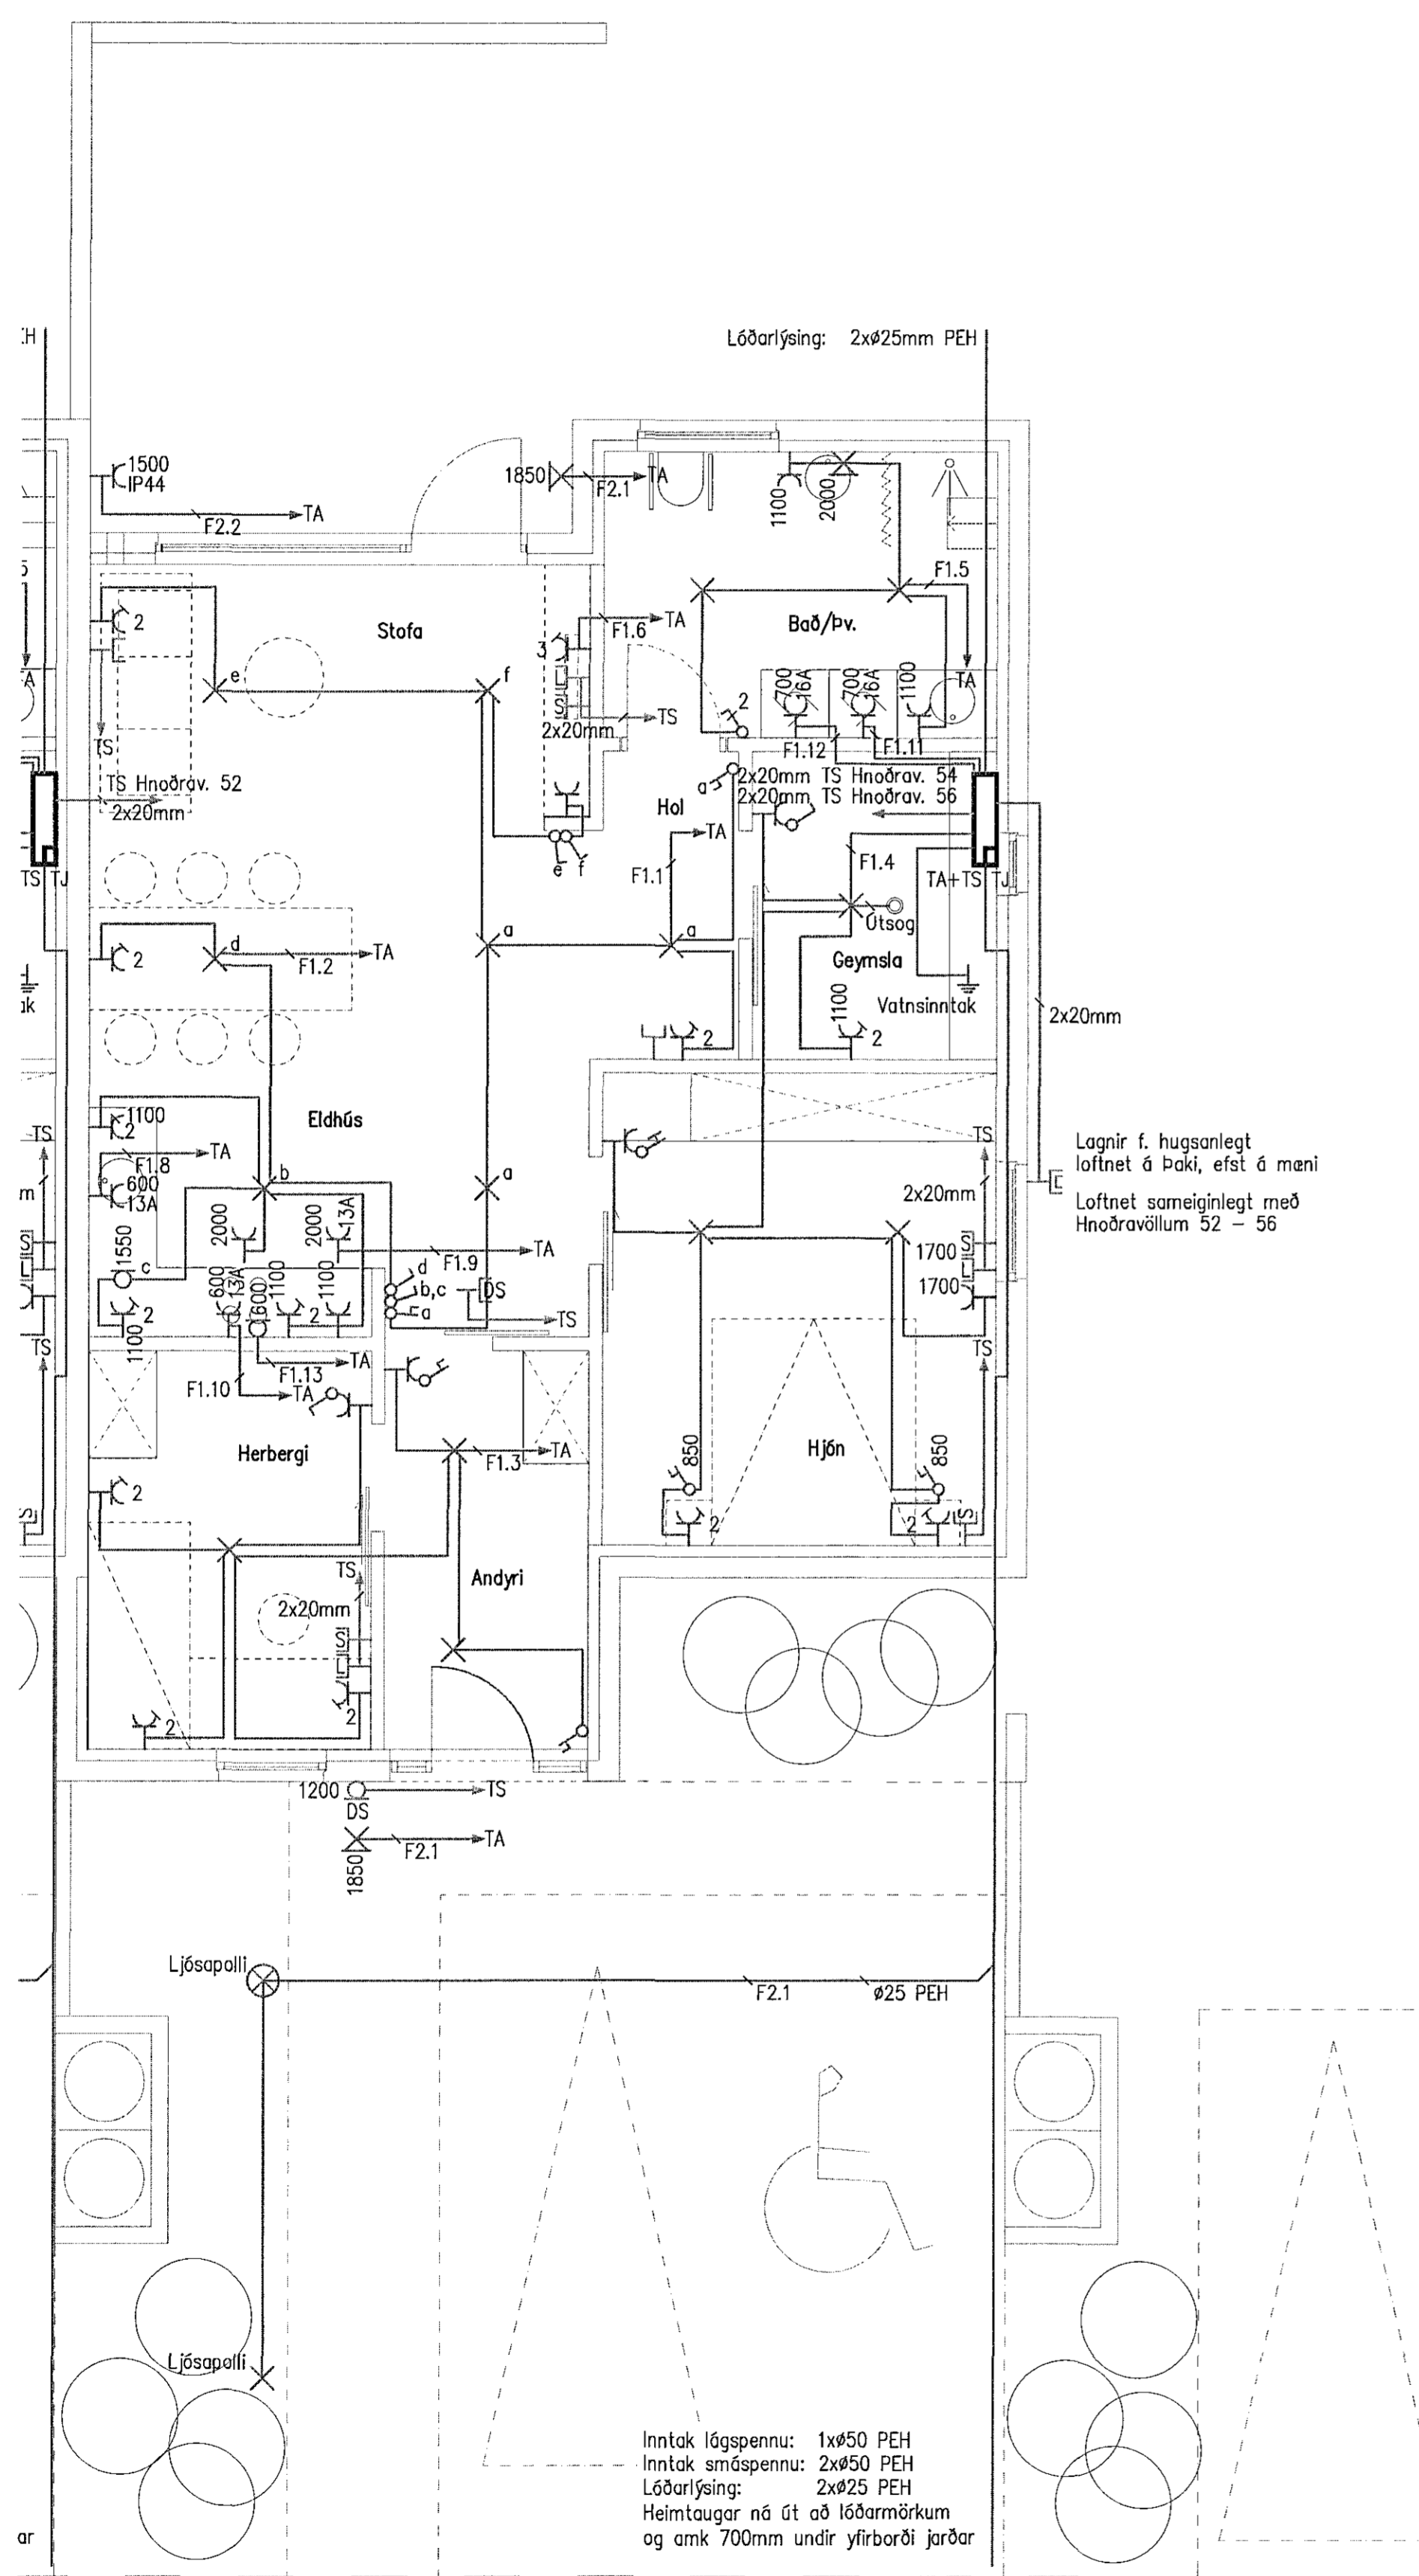 :H
Lóðarlýsing: 2xø25mm PEH
1500
IP44
F2.2
TA
1850
F2.1
TA
1100
2000
F1.5
TA
5
A
2
Stofa
3
F1.6
TA
S
TS
2x20mm
Bað/Þv.
2
700
16A
700
16A
1100
F1.12
F1.11
e
f
TS
TS Hnoðrav. 52
2x20mm
TS TJ
Hol
a
2x20mm TS Hnoðrav. 54
2x20mm TS Hnoðrav. 56
e f
TA
F1.1
F1.4
TA+TS TJ
Útsog
Geymsla
Vatnsinntak
1100
2
2
a
a
2
d
F1.2
TA
2x20mm
Eldhús
1100
2
F1.8
TA
600
13A
1550
c
b
2000
2000
13A
F1.9
TA
600
13A
600
1100
1100
2
2
1100
a
d
b,c
a
DS
TS
F1.13
TA
F1.10
TA
TS
m
S
TS
S
Lagnir f. hugsanlegt
loftnet á Þaki, efst á mæni
Loftnet sameiginlegt með
Hnoðravöllum 52 – 56
TS
2x20mm
1700
S
1700
TS
Herbergi
2
F1.3
TA
Hjón
850
850
2
2
S
Andyri
TS
2x20mm
S
2
2
1200
DS
TS
1850
F2.1
TA
Ljósapolli
F2.1
ø25 PEH
Ljósapolli
Inntak lágspennu: 1xø50 PEH
Inntak smáspennu: 2xø50 PEH
Lóðarlýsing: 2xø25 PEH
Heimtaugar ná út að lóðarmörkum
og amk 700mm undir yfirborði jarðar
ar